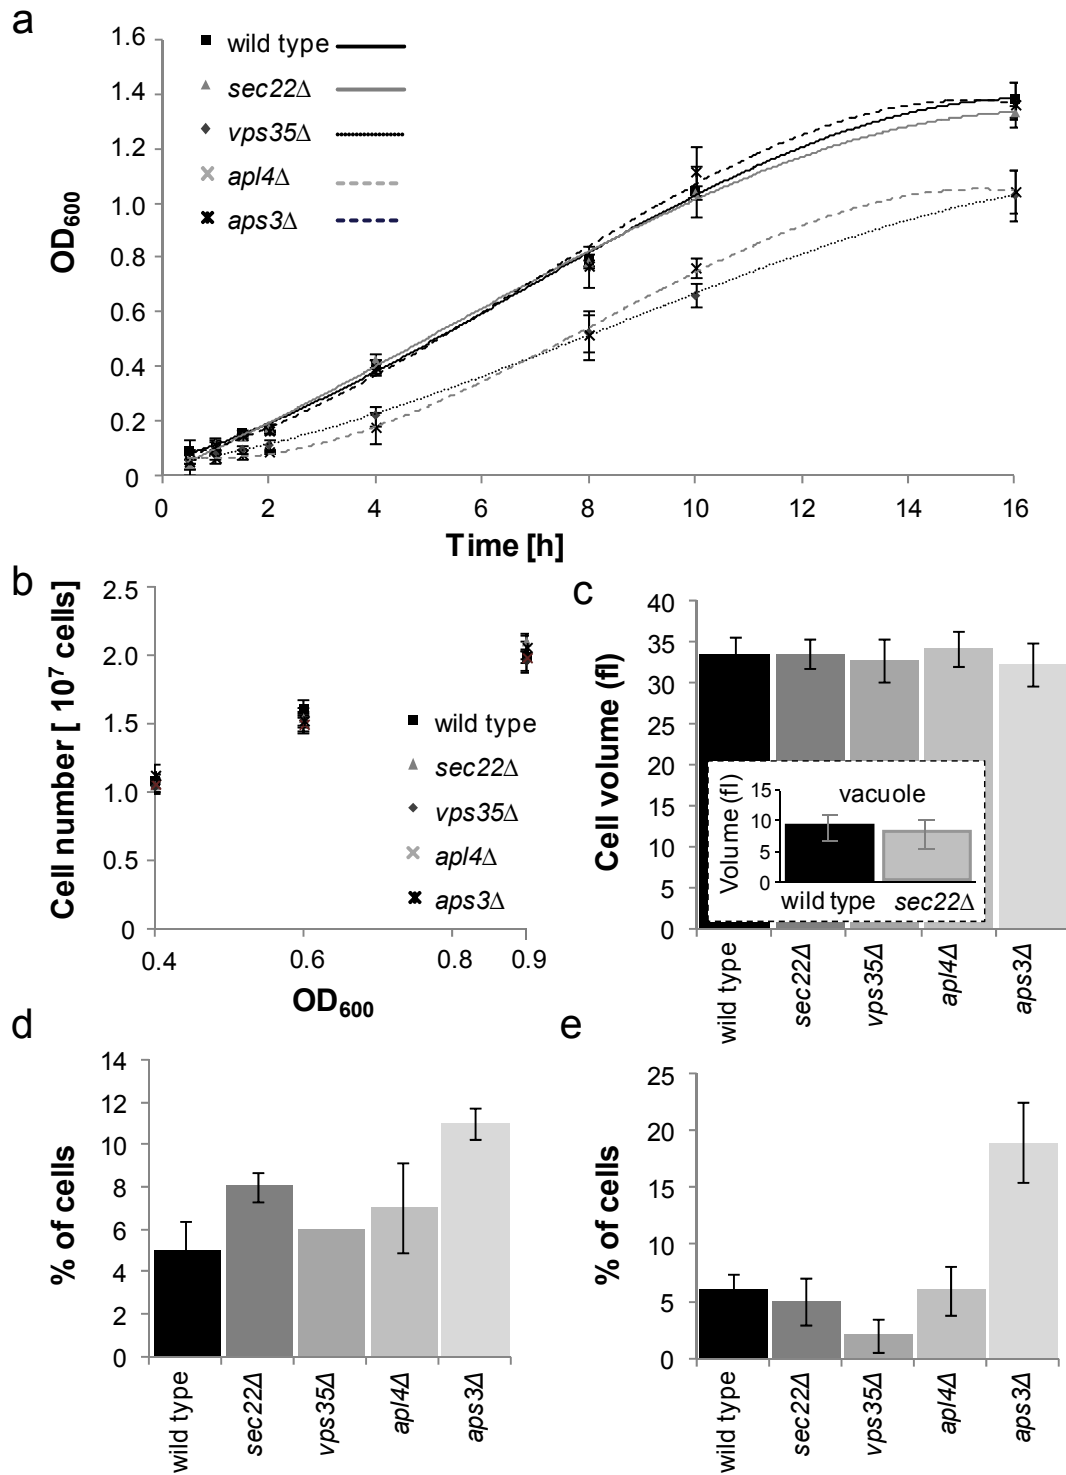 a
1.6
1.4
1.2
1.0
0.8
0.6
0.4
0.2
0
OD600
wild type
sec22Δ
vps35Δ
apl4Δ
aps3Δ
0 2 4 6 8 10 12 14 16
Time [h]
b
2.5
2.0
1.5
1.0
0.5
0
Cell number [ 10^7 cells]
wild type
sec22Δ
vps35Δ
apl4Δ
aps3Δ
0.4 0.6 0.8 0.9
OD600
c
40
35
30
25
20
15
10
5
0
Cell volume (fl)
15
10
5
0
Volume (fl)
vacuole
wild type sec22Δ
wild type
sec22Δ
vps35Δ
apl4Δ
aps3Δ
d
14
12
10
8
6
4
2
0
% of cells
wild type
sec22Δ
vps35Δ
apl4Δ
aps3Δ
e
25
20
15
10
5
0
% of cells
wild type
sec22Δ
vps35Δ
apl4Δ
aps3Δ